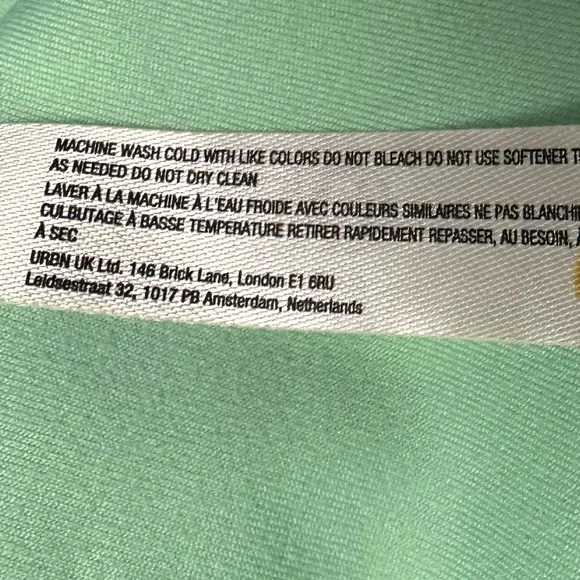 MACHINE WASH COLD WITH LIKE COLORS DO NOT BLEACH DO NOT USE SOFTENER
AS NEEDED DO NOT DRY CLEAN
LAVER À LA MACHINE À L'EAU FROIDE AVEC COULEURS SIMILAIRES NE PAS
CULBUTAGE À BASSE TEMPERATURE RETIRER RAPIDEMENT REPASSER, AU BESOIN,
À SEC
URBN UK Ltd. 146 Brick Lane, London E1 6RU
Leidsestraat 32, 1017 PB Amsterdam, Netherlands